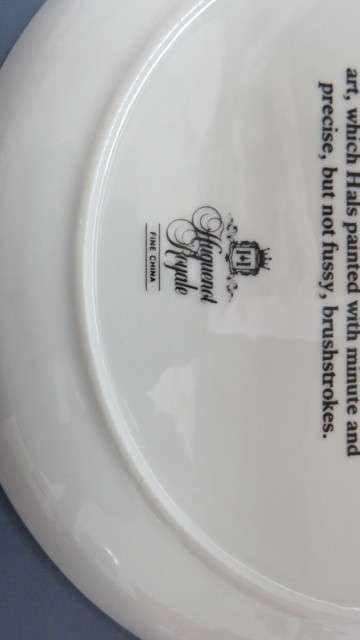 art, which Hals painted with minute and
precise, but not fussy, brushstrokes.
H
Huguenot
Royale
FINE CHINA